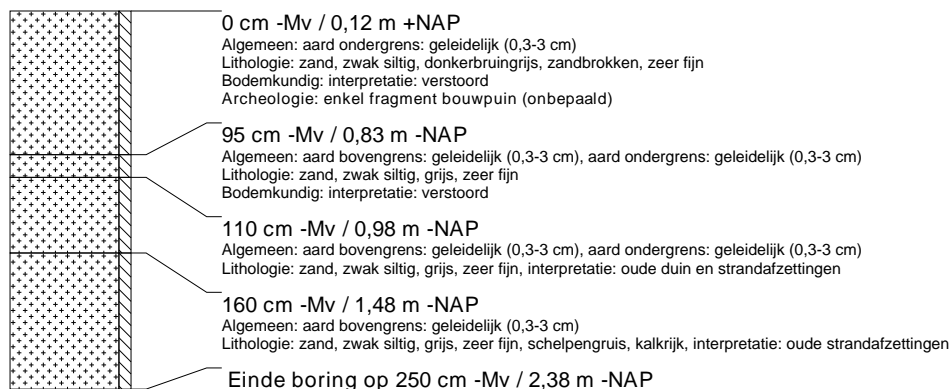 0 cm -Mv / 0,12 m +NAP
Algemeen: aard ondergrens: geleidelijk (0,3-3 cm)
Lithologie: zand, zwak siltig, donkerbruingrijs, zandbrokken, zeer fijn
Bodemkundig: interpretatie: verstoord
Archeologie: enkel fragment bouwpuin (onbepaald)
95 cm -Mv / 0,83 m -NAP
Algemeen: aard bovengrens: geleidelijk (0,3-3 cm), aard ondergrens: geleidelijk (0,3-3 cm)
Lithologie: zand, zwak siltig, grijs, zeer fijn
Bodemkundig: interpretatie: verstoord
110 cm -Mv / 0,98 m -NAP
Algemeen: aard bovengrens: geleidelijk (0,3-3 cm), aard ondergrens: geleidelijk (0,3-3 cm)
Lithologie: zand, zwak siltig, grijs, zeer fijn, interpretatie: oude duin en strandafzettingen
160 cm -Mv / 1,48 m -NAP
Algemeen: aard bovengrens: geleidelijk (0,3-3 cm)
Lithologie: zand, zwak siltig, grijs, zeer fijn, schelpengruis, kalkrijk, interpretatie: oude strandafzettingen
Einde boring op 250 cm -Mv / 2,38 m -NAP